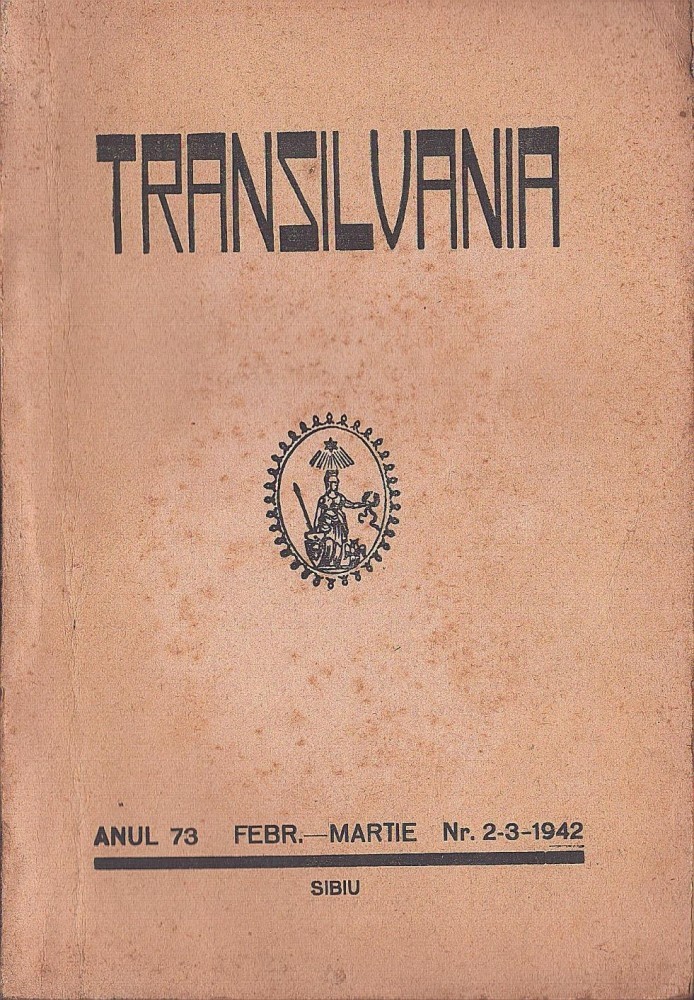 TRANSILVANIA
ANUL 73 FEBR.—MARTIE Nr. 2-3-1942
SIBIU